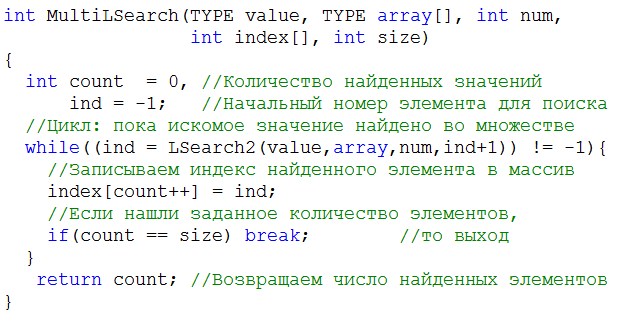 int MultiLSearch(TYPE value, TYPE array[], int num,
                 int index[], int size)
{
  int count  = 0, //Количество найденных значений
      ind = -1;   //Начальный номер элемента для поиска
  //Цикл: пока искомое значение найдено во множестве
  while((ind = LSearch2(value,array,num,ind+1)) != -1){
    //Записываем индекс найденного элемента в массив
    index[count++] = ind;
    //Если нашли заданное количество элементов,
    if(count == size) break;        //то выход
  }
   return count; //Возвращаем число найденных элементов
}